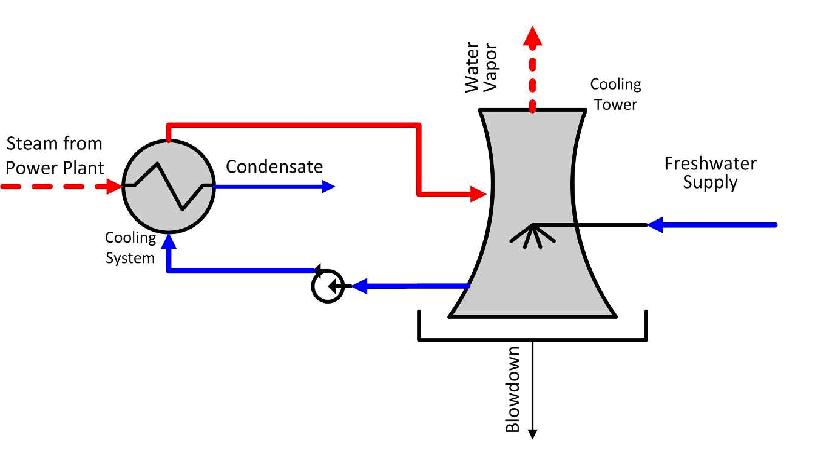 Water
Vapor
Cooling
Tower
Steam from
Power Plant
Condensate
Freshwater
Supply
Cooling
System
Blowdown